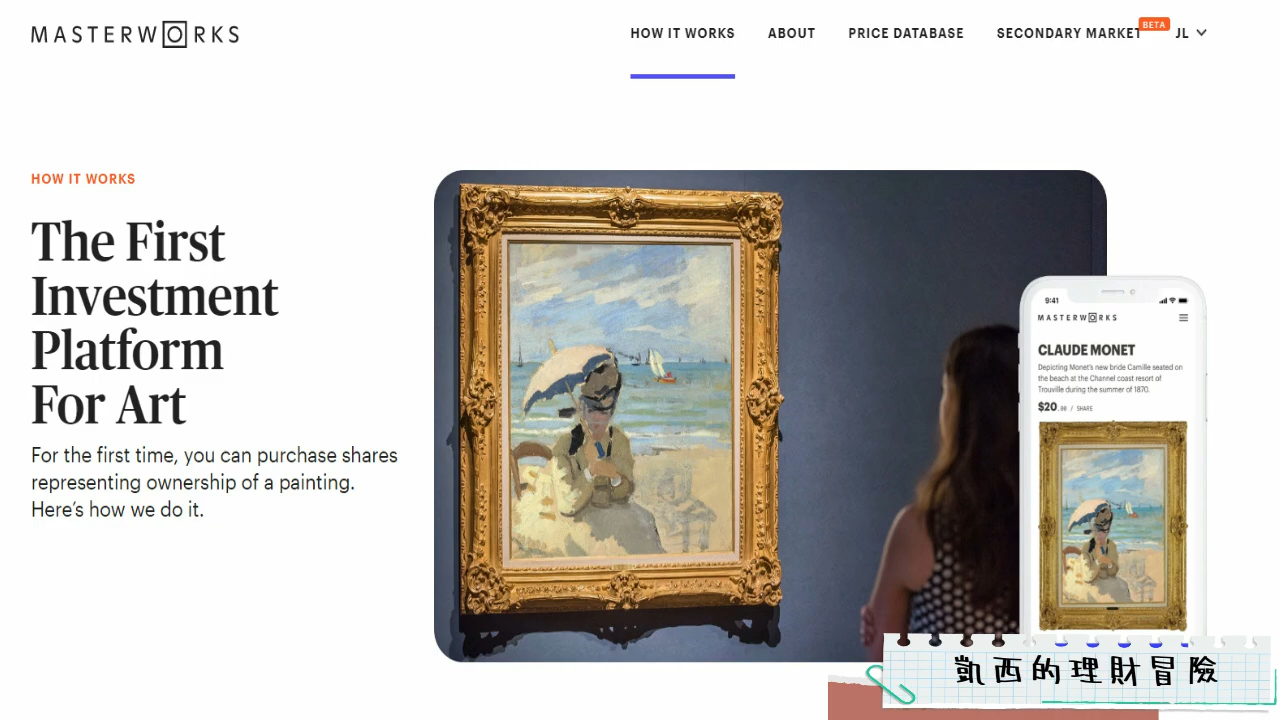 MASTERWORKS
HOW IT WORKS
ABOUT
PRICE DATABASE
SECONDARY MARKET
BETA
JL
HOW IT WORKS
The First
Investment
Platform
For Art
For the first time, you can purchase shares
representing ownership of a painting.
Here's how we do it.
9:41
MASTERWORKS
CLAUDE MONET
Depicting Monet's new bride Camille seated on
the beach at the Channel coast resort of
Trouville during the summer of 1870.
$20.00 / SHARE
凱西的理財冒險